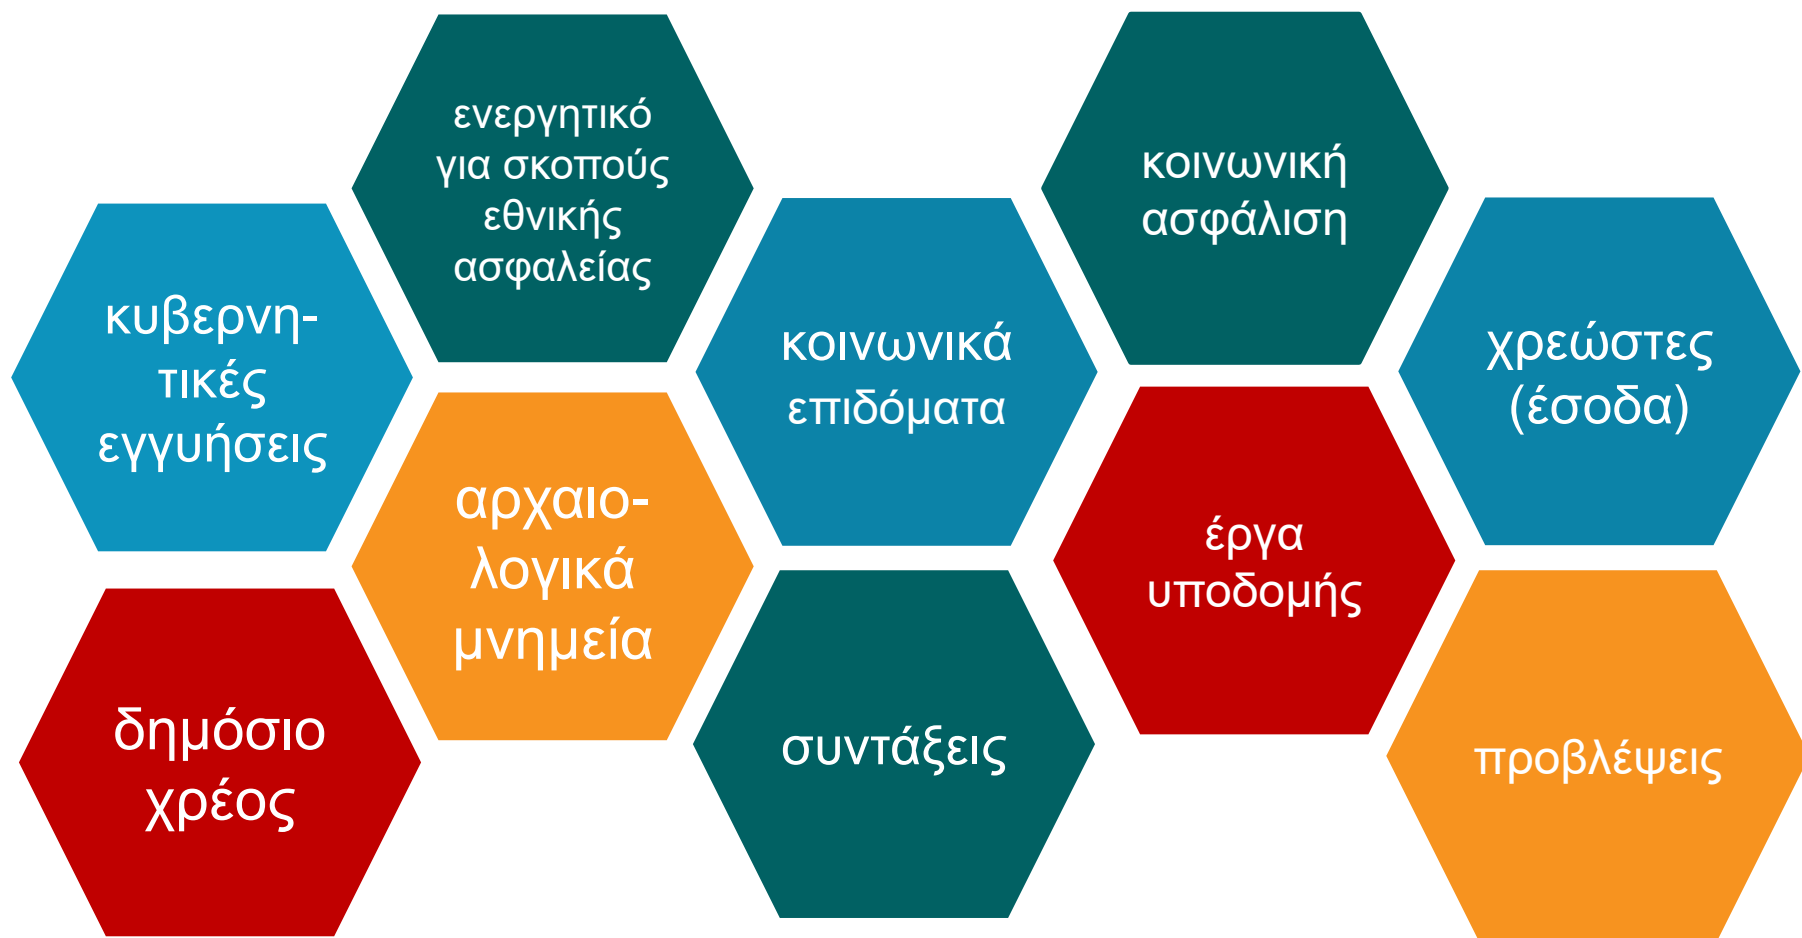 ενεργητικό
για σκοπούς
εθνικής
ασφαλείας
κοινωνική
ασφάλιση
κυβερνη-
τικές
εγγυήσεις
κοινωνικά
επιδόματα
χρεώστες
(έσοδα)
αρχαιο-
λογικά
μνημεία
έργα
υποδομής
δημόσιο
χρέος
συντάξεις
προβλέψεις